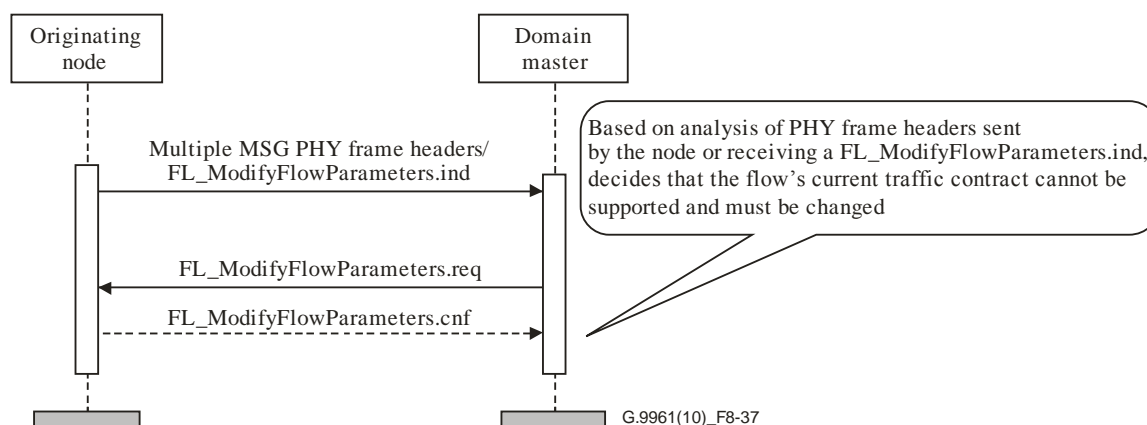 Originating
node
Domain
master
Based on analysis of PHY frame headers sent
by the node or receiving a FL_ModifyFlowParameters.ind,
decides that the flow's current traffic contract cannot be
supported and must be changed
Multiple MSG PHY frame headers/
FL_ModifyFlowParameters.ind
FL_ModifyFlowParameters.req
FL_ModifyFlowParameters.cnf
G.9961(10)_F8-37